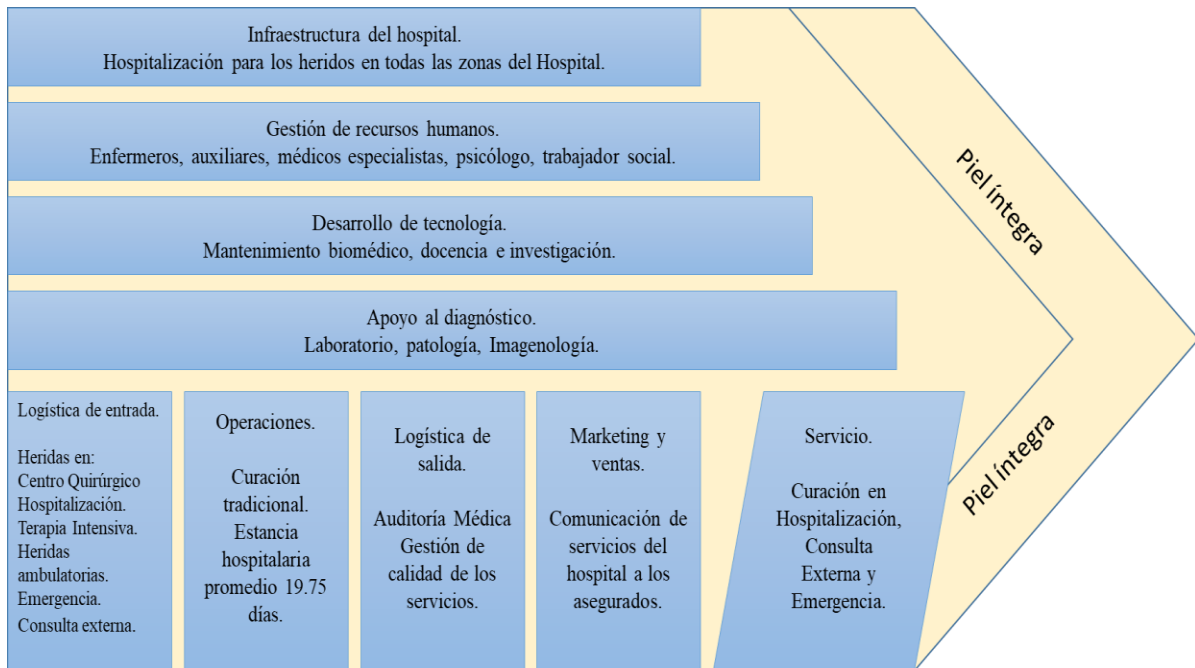 Infraestructura del hospital.
Hospitalización para los heridos en todas las zonas del Hospital.
Gestión de recursos humanos.
Enfermeros, auxiliares, médicos especialistas, psicólogo, trabajador social.
Desarrollo de tecnología.
Mantenimiento biomédico, docencia e investigación.
Apoyo al diagnóstico.
Laboratorio, patología, Imagenología.
Logística de entrada.
Heridas en:
Centro Quirúrgico
Hospitalización.
Terapia Intensiva.
Heridas
ambulatorias.
Emergencia.
Consulta externa.
Operaciones.
Curación
tradicional.
Estancia
hospitalaria
promedio 19.75
días.
Logística de
salida.
Auditoría Médica
Gestión de
calidad de los
servicios.
Marketing y
ventas.
Comunicación de
servicios del
hospital a los
asegurados.
Servicio.
Curación en
Hospitalización,
Consulta
Externa y
Emergencia.
Piel íntegra
Piel íntegra